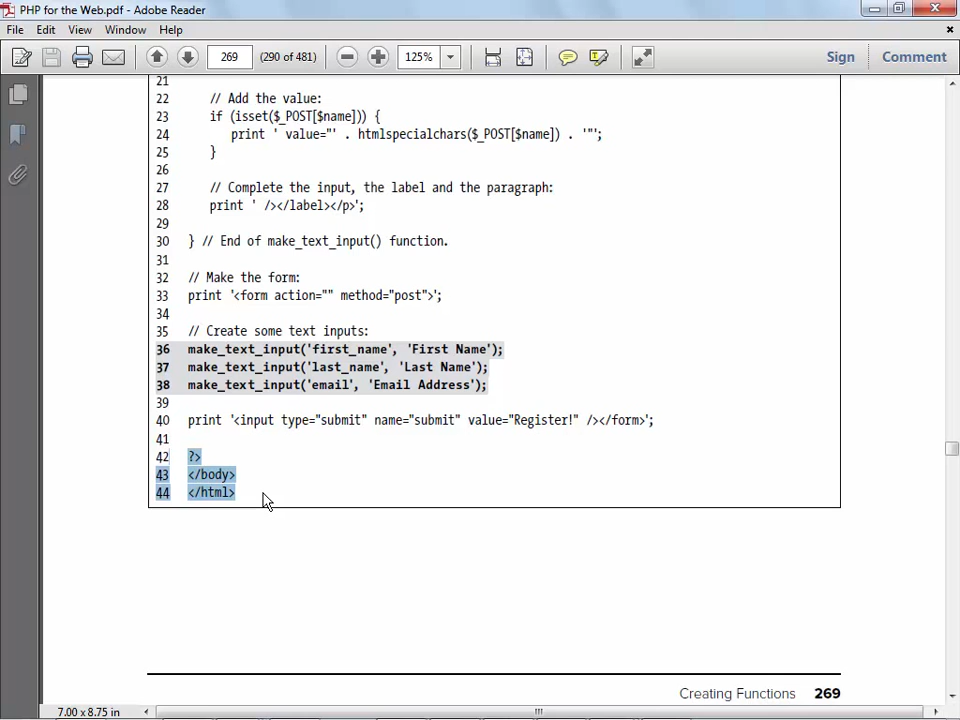 PHP for the Web.pdf - Adobe Reader
File Edit View Window Help
269 (290 of 481) 125% Sign Comment
21
22 // Add the value:
23 if (isset($_POST[$name])) {
24 print ' value="' . htmlspecialchars($_POST[$name]) . '"';
25 }
26
27 // Complete the input, the label and the paragraph:
28 print ' /></label></p>';
29
30 } // End of make_text_input() function.
31
32 // Make the form:
33 print '<form action="" method="post">';
34
35 // Create some text inputs:
36 make_text_input('first_name', 'First Name');
37 make_text_input('last_name', 'Last Name');
38 make_text_input('email', 'Email Address');
39
40 print '<input type="submit" name="submit" value="Register!" /></form>';
41
42 ?>
43 </body>
44 </html>
Creating Functions 269
7.00 x 8.75 in